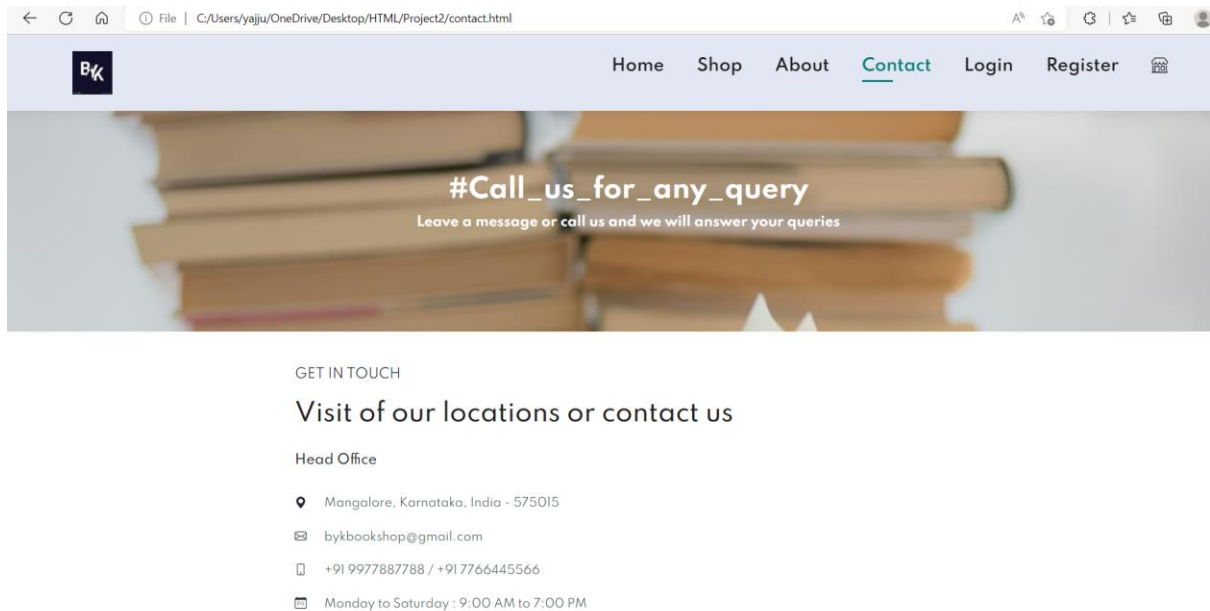 File | C:/Users/yajju/OneDrive/Desktop/HTML/Project2/contact.html
BYK
Home Shop About Contact Login Register
#Call_us_for_any_query
Leave a message or call us and we will answer your queries
GET IN TOUCH
Visit of our locations or contact us
Head Office
Mangalore, Karnataka, India - 575015
bykbookshop@gmail.com
+91 9977887788 / +91 7766445566
Monday to Saturday : 9:00 AM to 7:00 PM